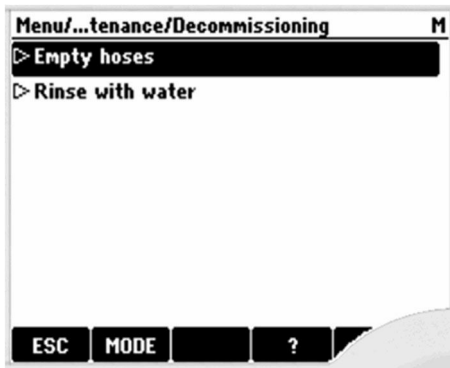 Menu/...tenance/Decommissioning M
Empty hoses
Rinse with water
ESC MODE ?